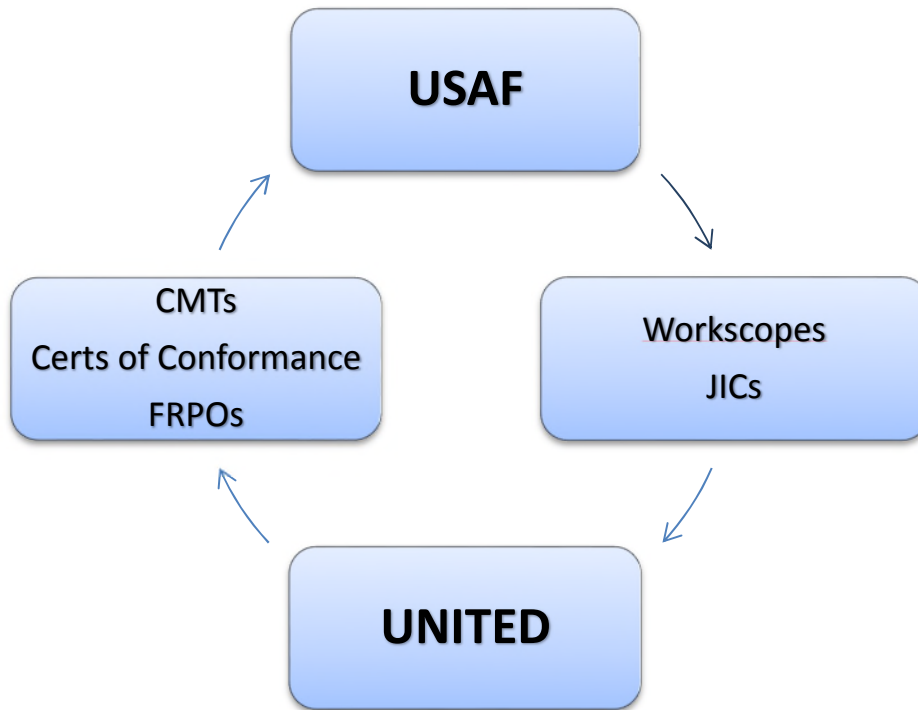 USAF
CMTs
Certs of Conformance
FRPOs
Workscopes
JICs
UNITED